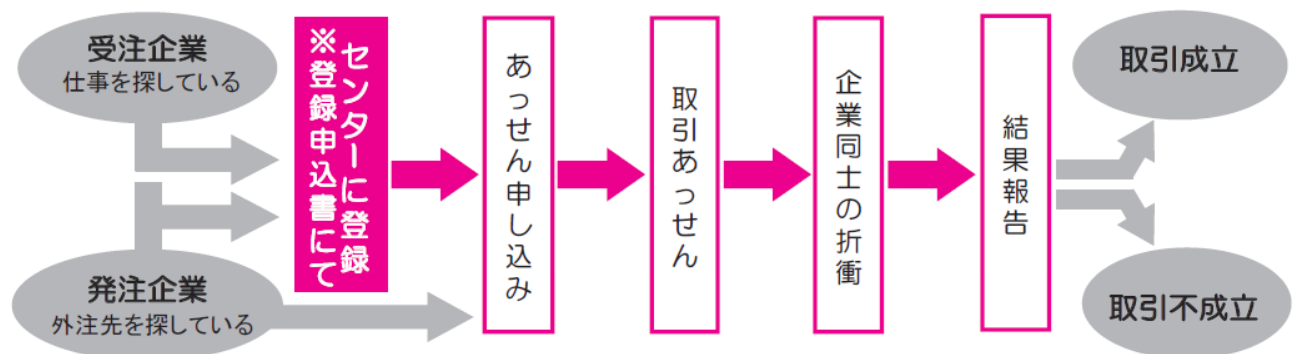 受注企業
仕事を探している
発注企業
外注先を探している
センターに登録
※登録申込書にて
あっせん申し込み
取引あっせん
企業同士の折衝
結果報告
取引成立
取引不成立